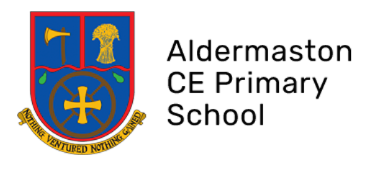 Aldermaston
CE Primary
School
NOTHING VENTURED NOTHING GAINED